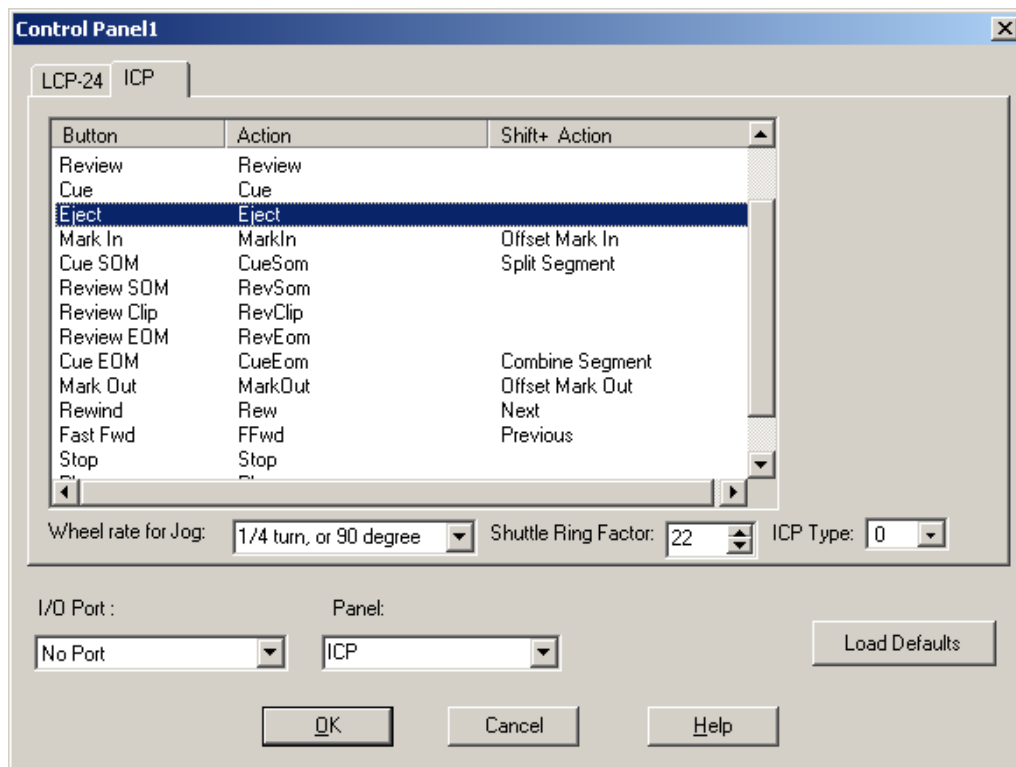 Control Panel1
LCP-24 ICP
Button Action Shift+ Action
Review Review
Cue Cue
Eject Eject
Mark In MarkIn Offset Mark In
Cue SOM CueSom Split Segment
Review SOM RevSom
Review Clip RevClip
Review EOM RevEom
Cue EOM CueEom Combine Segment
Mark Out MarkOut Offset Mark Out
Rewind Rew Next
Fast Fwd FFwd Previous
Stop Stop
Wheel rate for Jog: 1/4 turn, or 90 degree Shuttle Ring Factor: 22 ICP Type: 0
I/O Port : Panel:
No Port ICP Load Defaults
OK Cancel Help